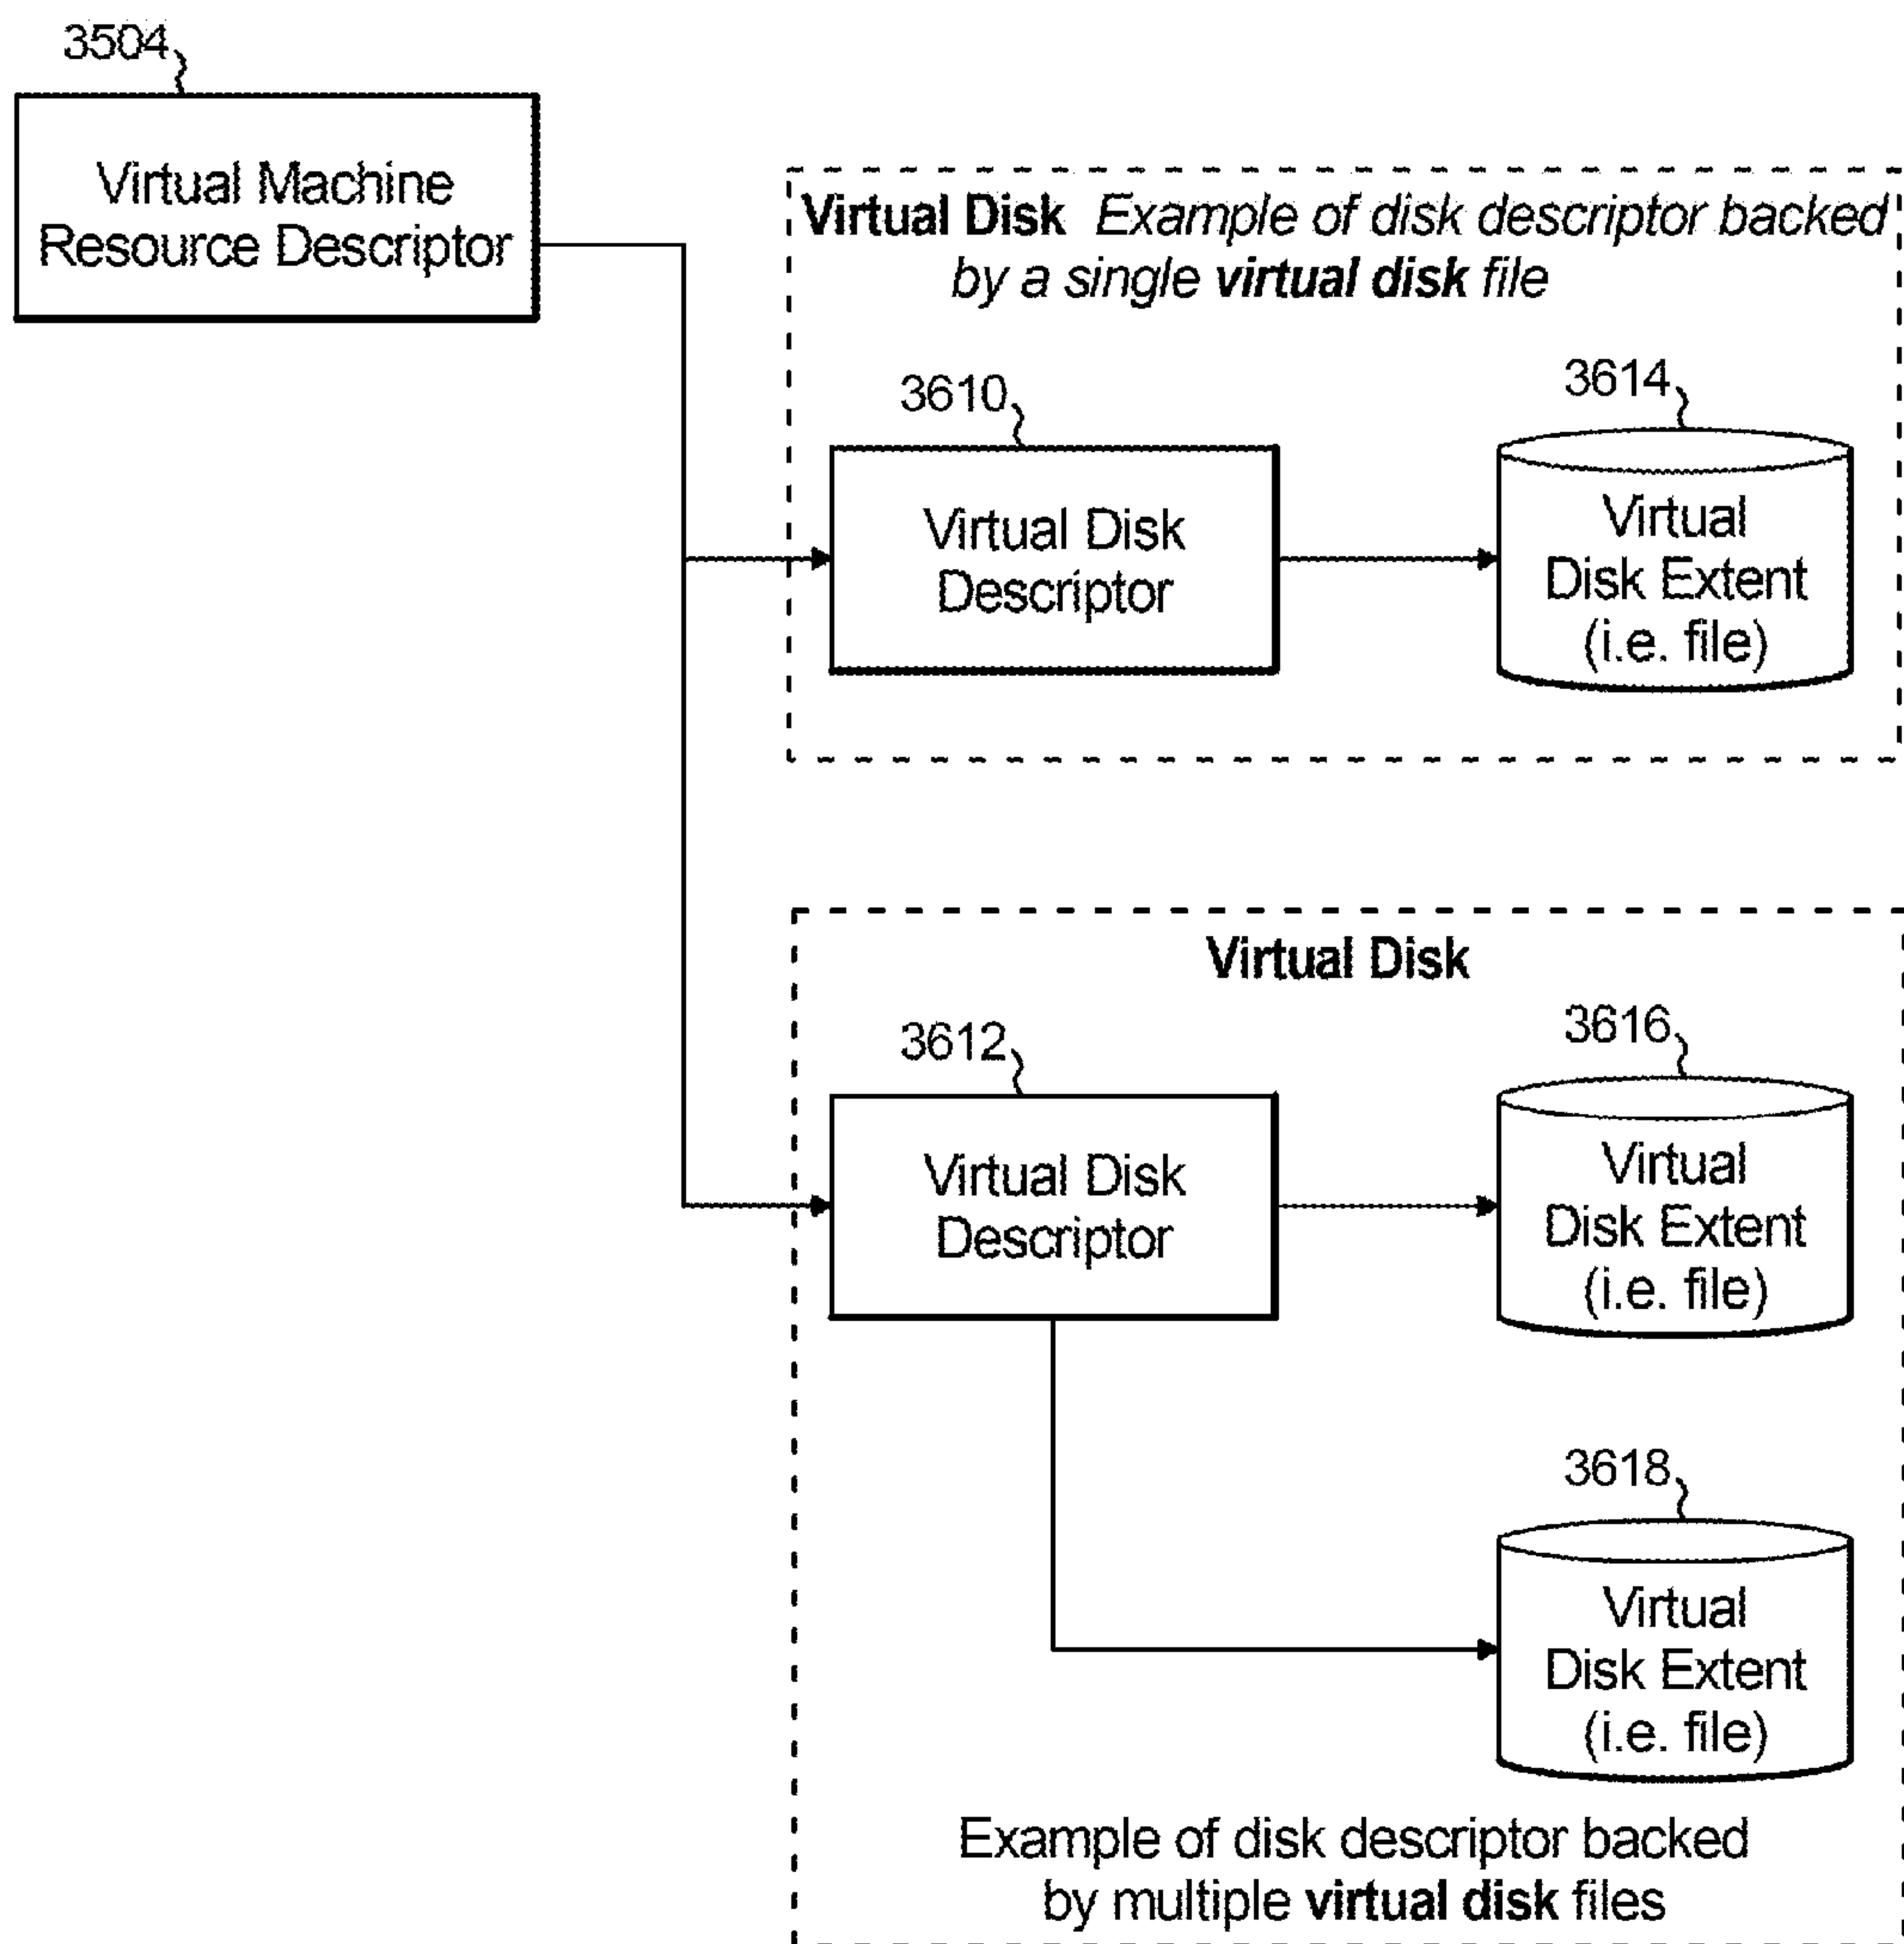 3504
Virtual Machine
Resource Descriptor
Virtual Disk Example of disk descriptor backed
by a single virtual disk file
3610
3614
Virtual Disk
Descriptor
Virtual
Disk Extent
(i.e. file)
Virtual Disk
3612
3616
Virtual Disk
Descriptor
Virtual
Disk Extent
(i.e. file)
3618
Virtual
Disk Extent
(i.e. file)
Example of disk descriptor backed
by multiple virtual disk files